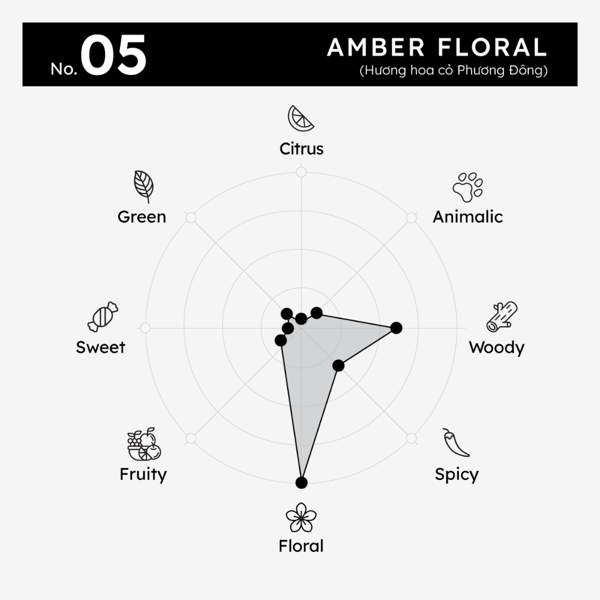 No. 05
AMBER FLORAL
(Hương hoa cỏ Phương Đông)
Citrus
Green
Animalic
Sweet
Woody
Fruity
Spicy
Floral